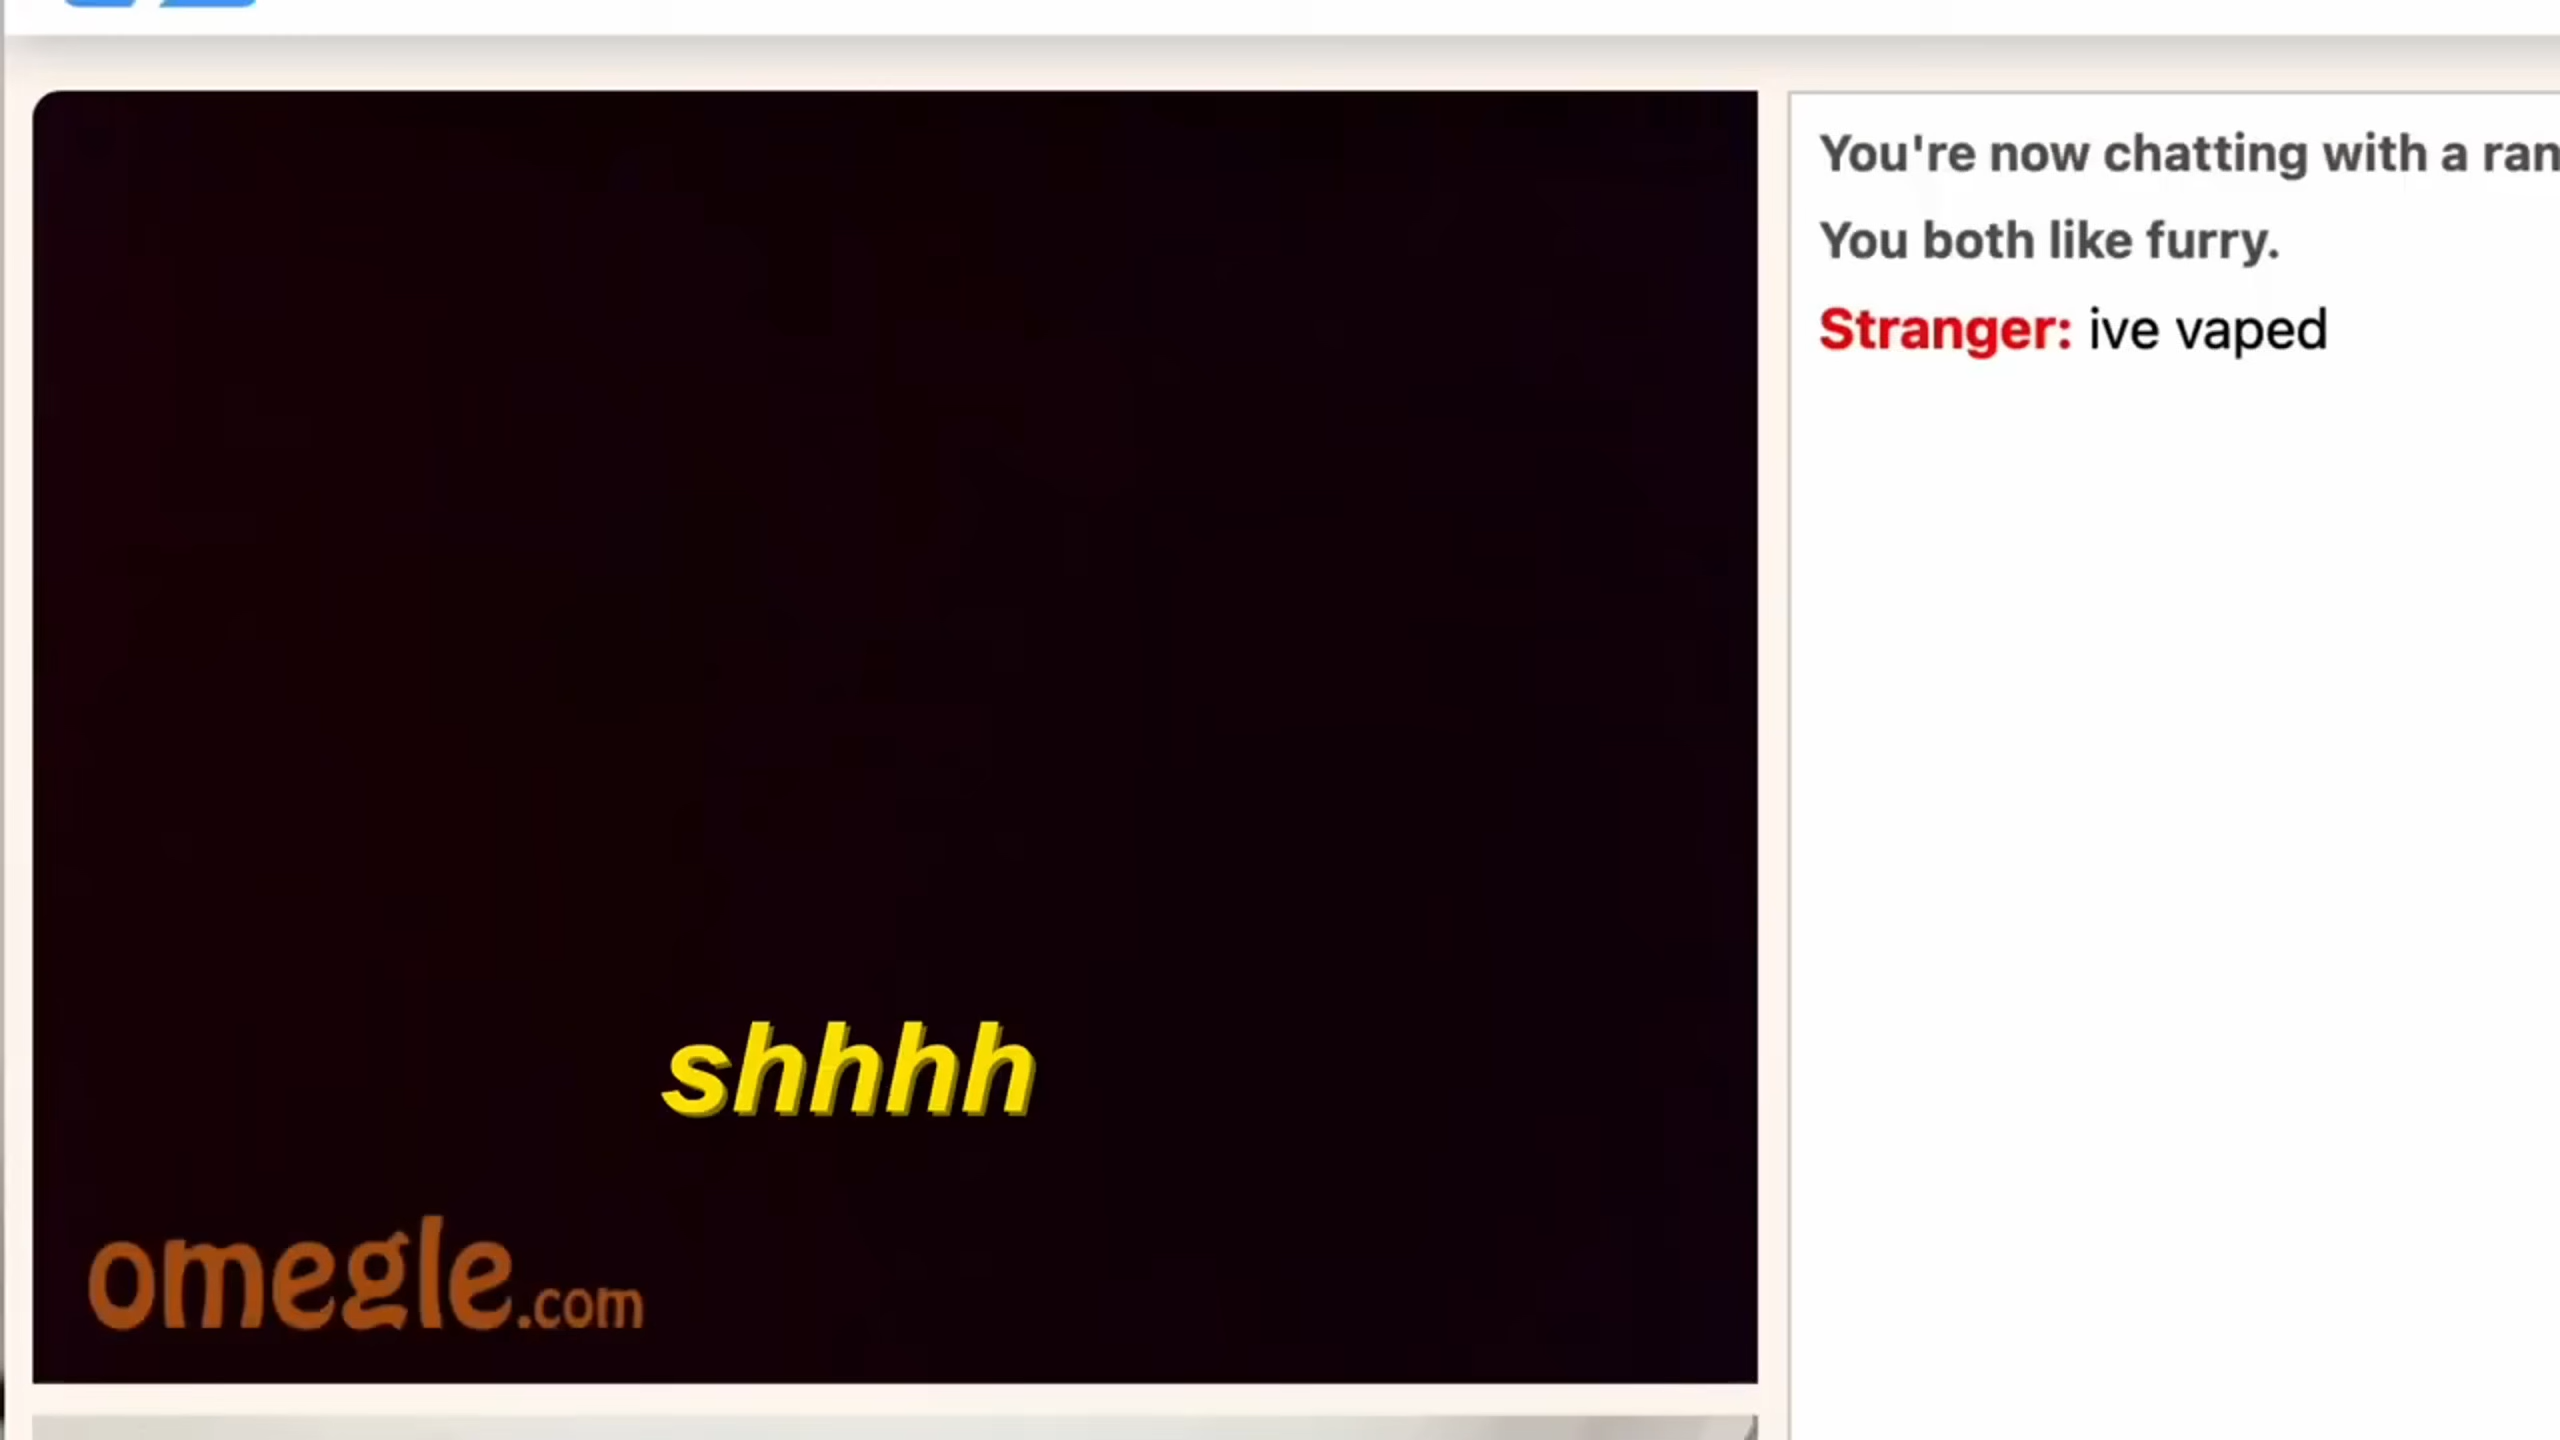 You're now chatting with a ran
You both like furry.
Stranger: ive vaped
shhhh
omegle.com